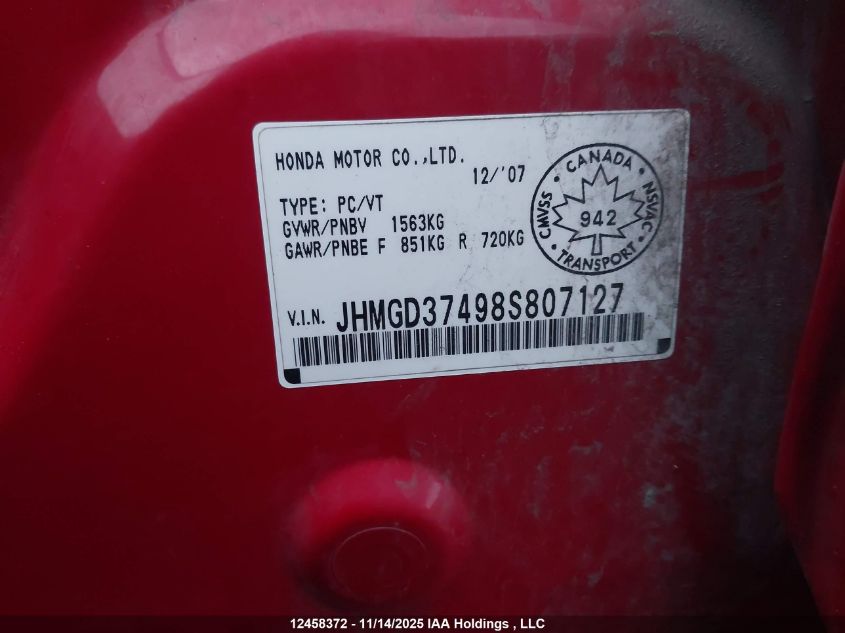 HONDA MOTOR CO.,LTD.
12/'07
TYPE: PC/VT
GVWR/PNBV 1563KG
GAWR/PNBE F 851KG R 720KG
CANADA
CMVSS
NSVAC
942
TRANSPORT
V.I.N. JHMGD37498S807127
12458372 - 11/14/2025 IAA Holdings , LLC